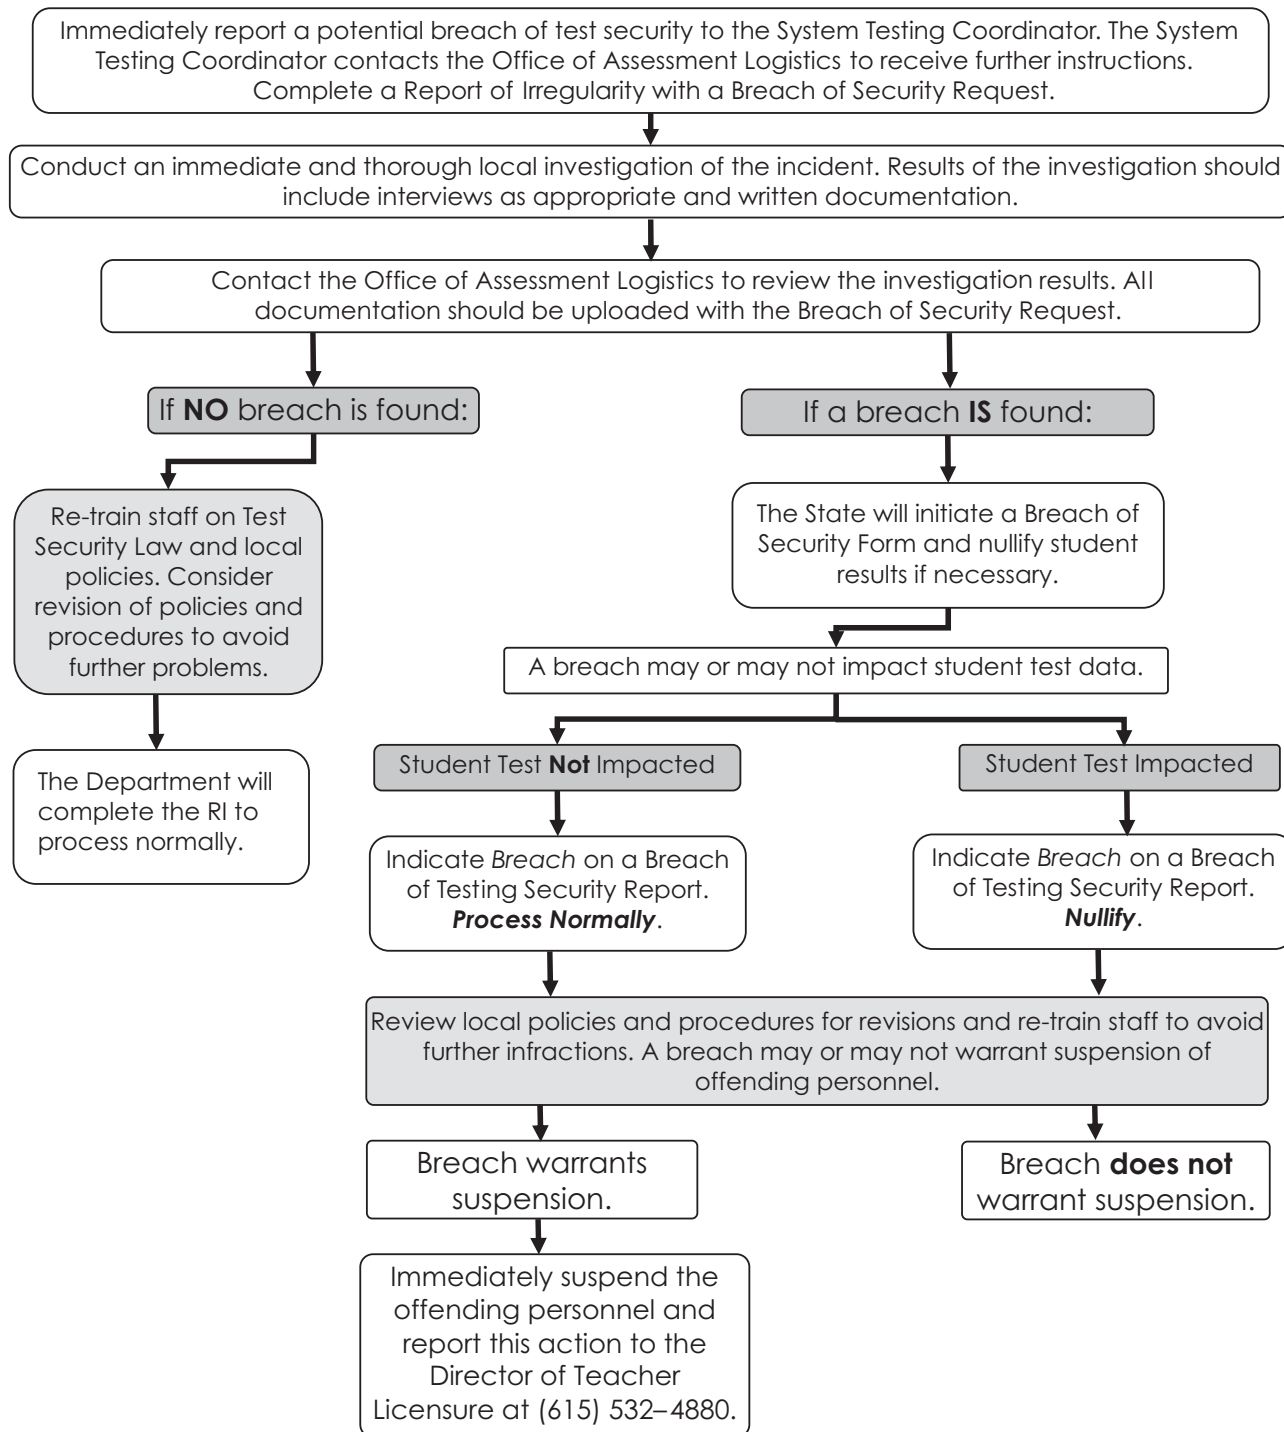 Immediately report a potential breach of test security to the System Testing Coordinator. The System
Testing Coordinator contacts the Office of Assessment Logistics to receive further instructions.
Complete a Report of Irregularity with a Breach of Security Request.
Conduct an immediate and thorough local investigation of the incident. Results of the investigation should
include interviews as appropriate and written documentation.
Contact the Office of Assessment Logistics to review the investigation results. All
documentation should be uploaded with the Breach of Security Request.
If NO breach is found:
Re-train staff on Test
Security Law and local
policies. Consider
revision of policies and
procedures to avoid
further problems.
The Department will
complete the RI to
process normally.
If a breach IS found:
The State will initiate a Breach of
Security Form and nullify student
results if necessary.
A breach may or may not impact student test data.
Student Test Not Impacted
Indicate Breach on a Breach
of Testing Security Report.
Process Normally.
Student Test Impacted
Indicate Breach on a Breach
of Testing Security Report.
Nullify.
Review local policies and procedures for revisions and re-train staff to avoid
further infractions. A breach may or may not warrant suspension of
offending personnel.
Breach warrants
suspension.
Immediately suspend the
offending personnel and
report this action to the
Director of Teacher
Licensure at (615) 532–4880.
Breach does not
warrant suspension.